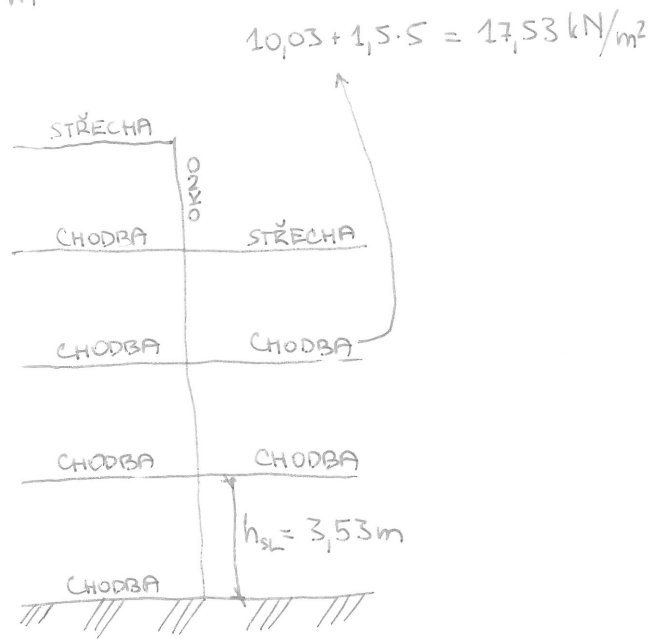 10,03 + 1,5·5 = 17,53 kN/m²
STŘECHA
OKNO
CHODBA STŘECHA
CHODBA CHODBA
CHODBA CHODBA
h_SL = 3,53m
CHODBA